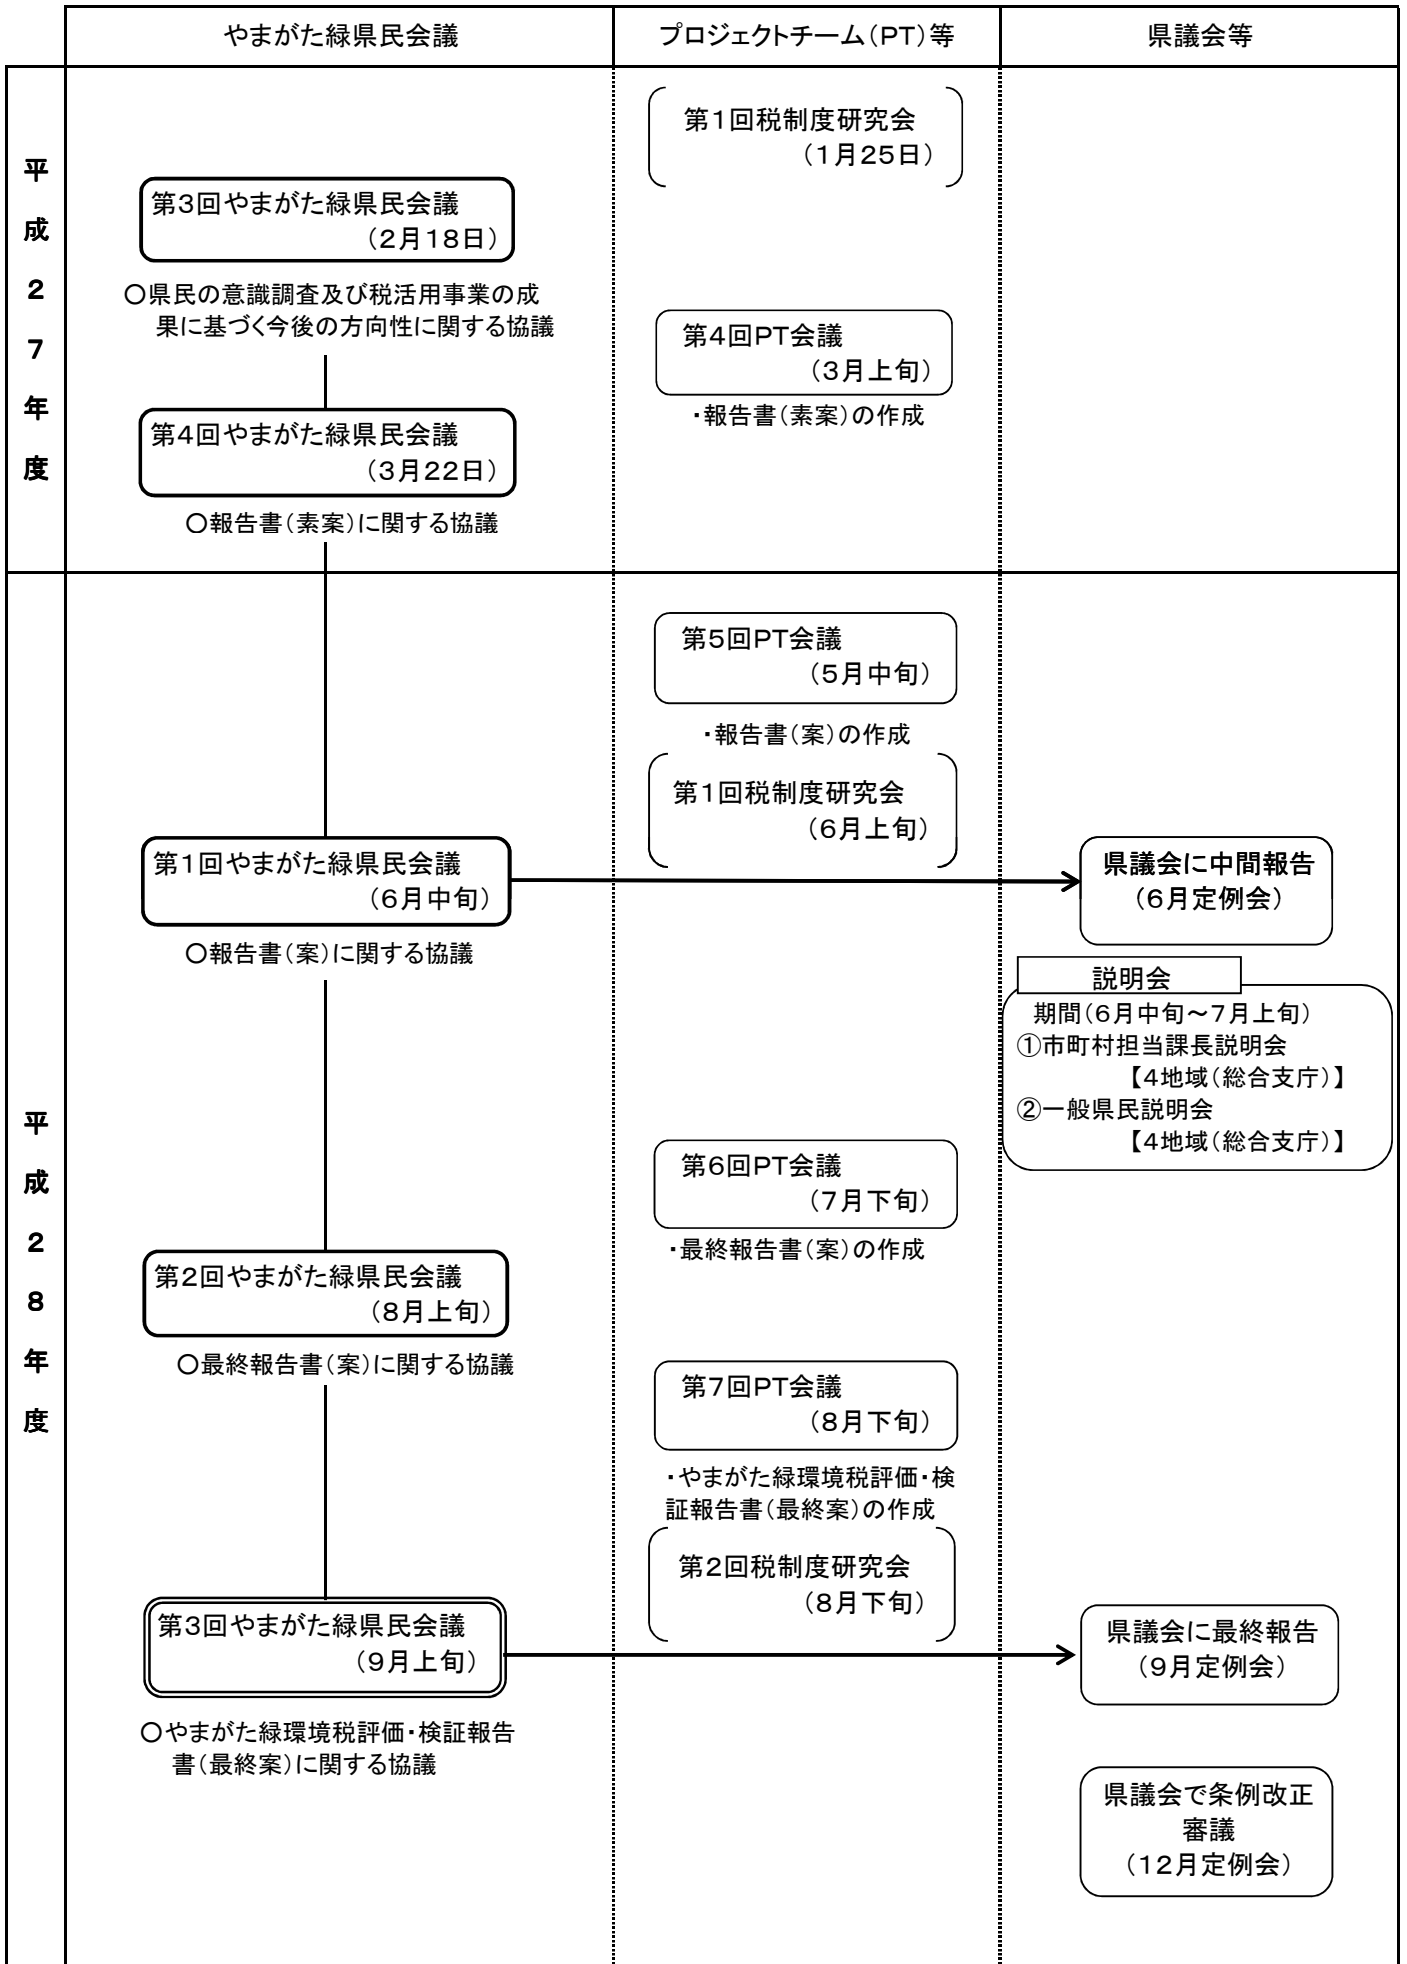 やまがた緑県民会議
プロジェクトチーム(PT)等
県議会等
平成27年度
第1回税制度研究会
(1月25日)
第3回やまがた緑県民会議
(2月18日)
○県民の意識調査及び税活用事業の成
果に基づく今後の方向性に関する協議
第4回PT会議
(3月上旬)
・報告書(素案)の作成
第4回やまがた緑県民会議
(3月22日)
○報告書(素案)に関する協議
平成28年度
第5回PT会議
(5月中旬)
・報告書(案)の作成
第1回税制度研究会
(6月上旬)
第1回やまがた緑県民会議
(6月中旬)
○報告書(案)に関する協議
県議会に中間報告
(6月定例会)
説明会
期間(6月中旬~7月上旬)
①市町村担当課長説明会
【4地域(総合支庁)】
②一般県民説明会
【4地域(総合支庁)】
第6回PT会議
(7月下旬)
・最終報告書(案)の作成
第2回やまがた緑県民会議
(8月上旬)
○最終報告書(案)に関する協議
第7回PT会議
(8月下旬)
・やまがた緑環境税評価・検
証報告書(最終案)の作成
第2回税制度研究会
(8月下旬)
第3回やまがた緑県民会議
(9月上旬)
○やまがた緑環境税評価・検証報告
書(最終案)に関する協議
県議会に最終報告
(9月定例会)
県議会で条例改正
審議
(12月定例会)